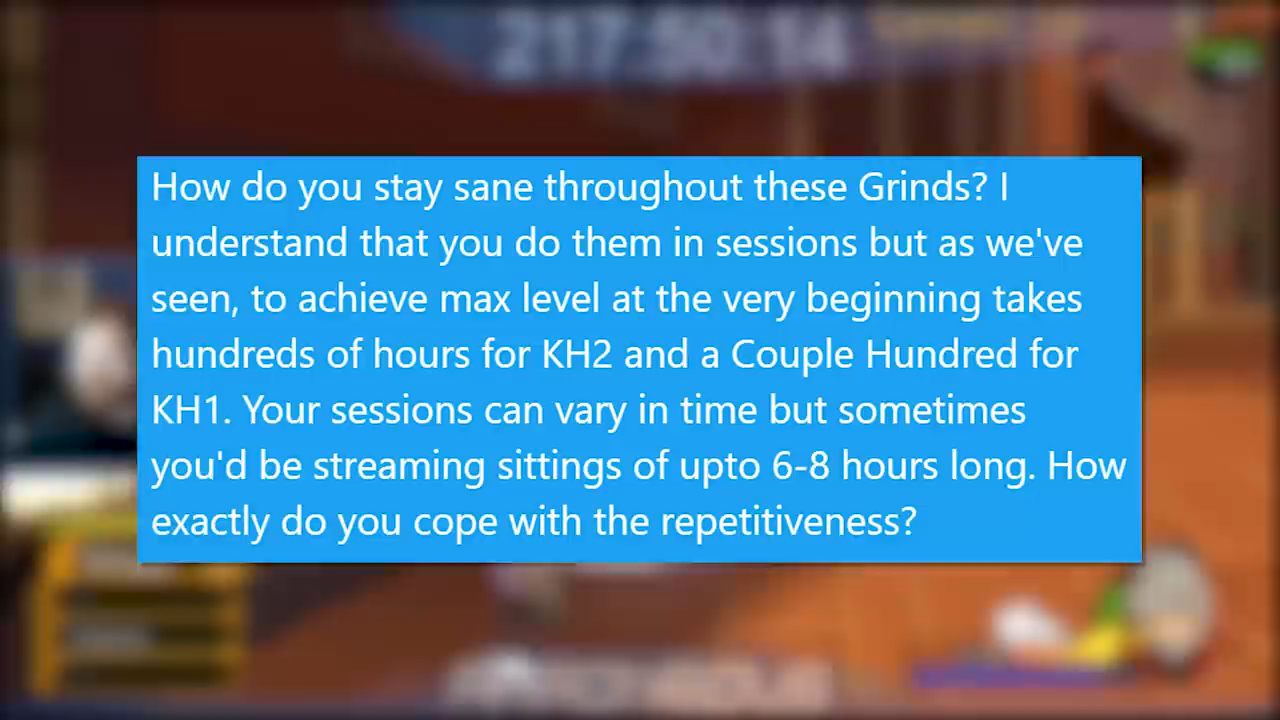 217:50:14
How do you stay sane throughout these Grinds? I
understand that you do them in sessions but as we've
seen, to achieve max level at the very beginning takes
hundreds of hours for KH2 and a Couple Hundred for
KH1. Your sessions can vary in time but sometimes
you'd be streaming sittings of upto 6-8 hours long. How
exactly do you cope with the repetitiveness?